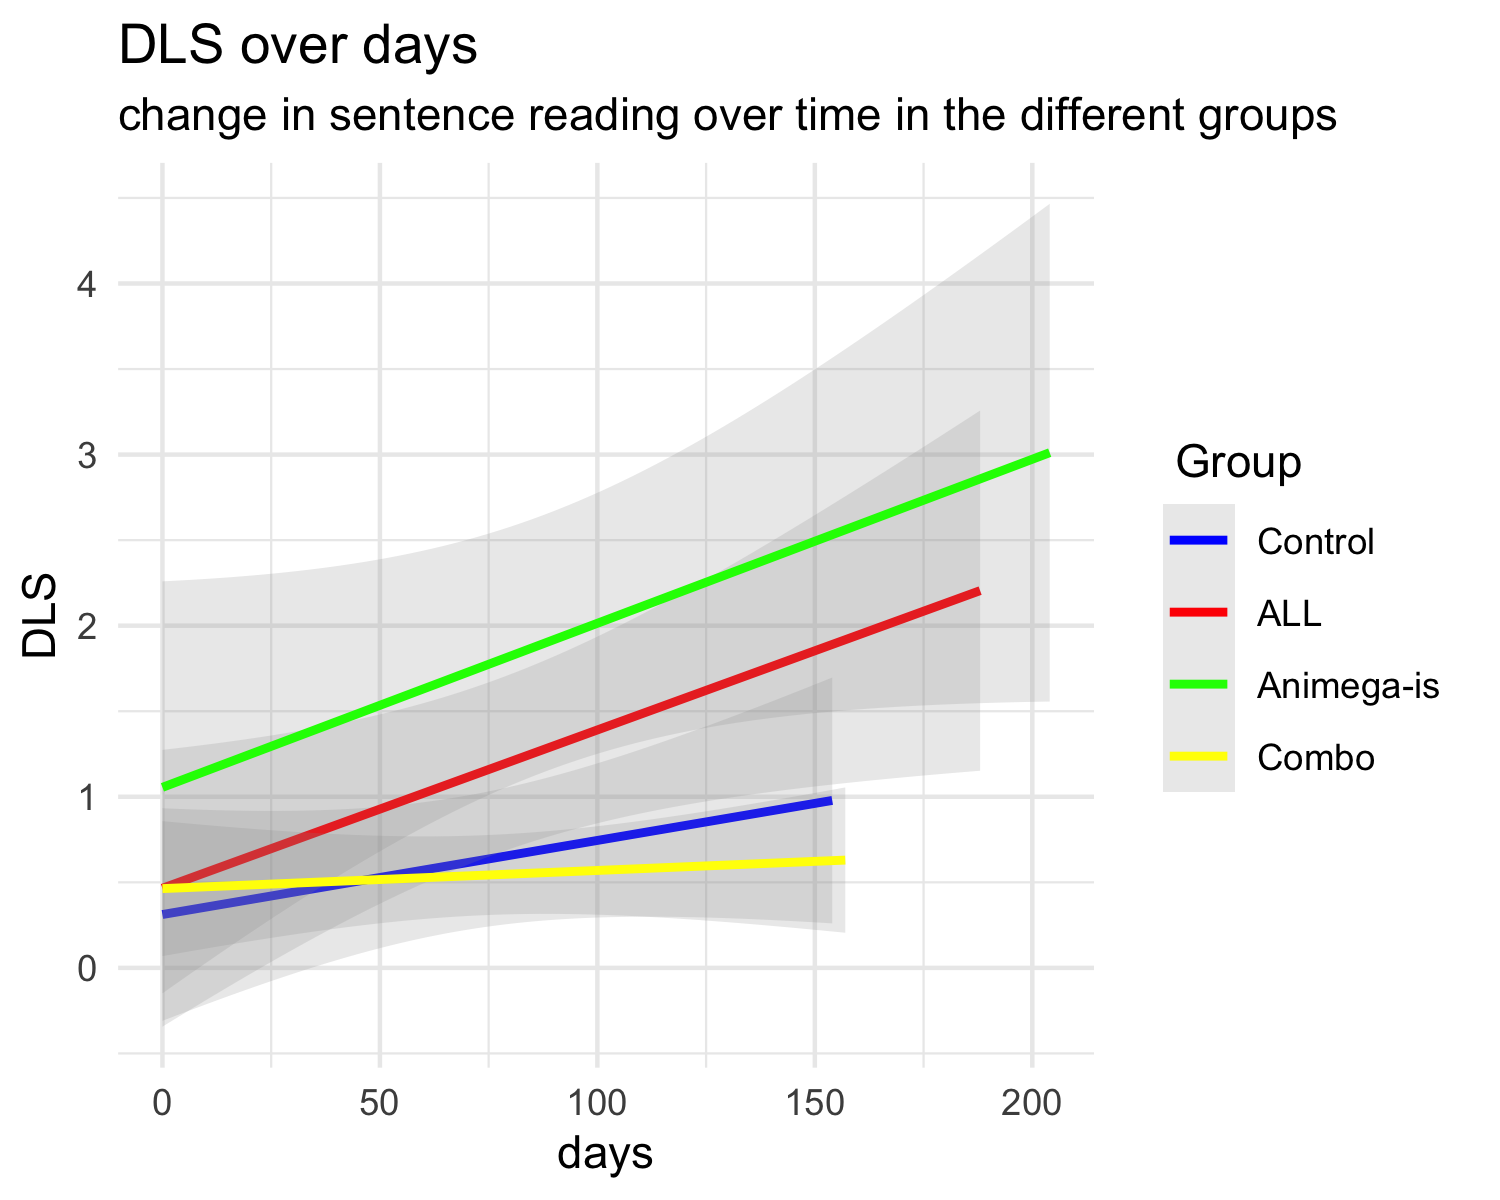 DLS over days
change in sentence reading over time in the different groups
DLS
4
3
2
1
0
0 50 100 150 200
days
Group
Control
ALL
Animega-is
Combo